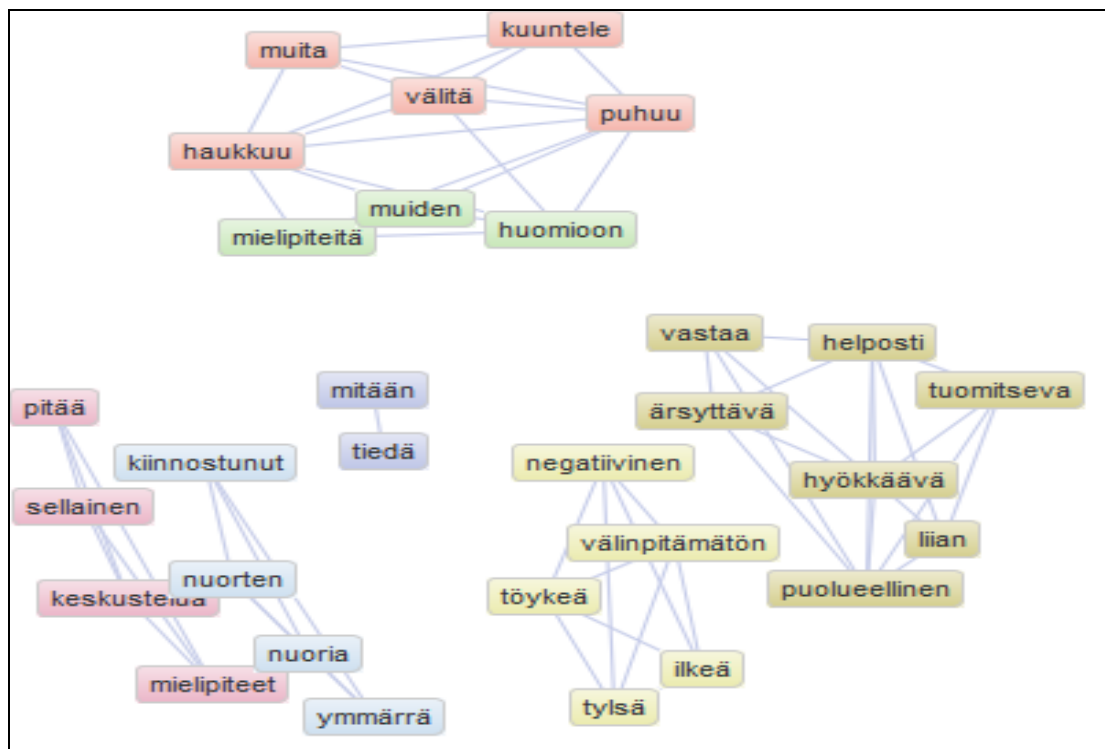 kuuntele
muita
välitä
puhuu
haukkuu
muiden
mielipiteitä
huomioon
vastaa
helposti
tuomitseva
ärsyttävä
hyökkäävä
liian
puolueellinen
mitään
tiedä
pitää
kiinnostunut
sellainen
nuorten
keskustelua
nuoria
mielipiteet
ymmärrä
negatiivinen
välinpitämätön
töykeä
ilkeä
tylsä